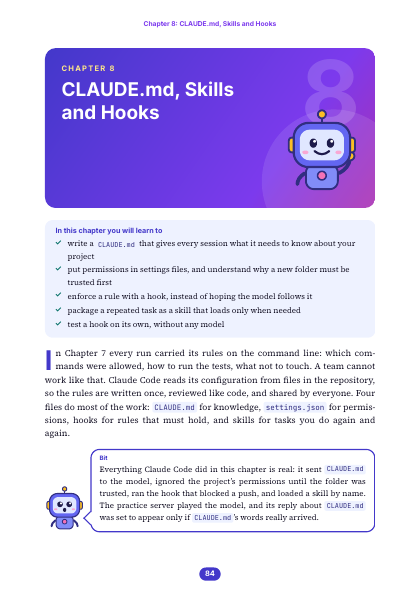 Chapter 8: CLAUDE.md, Skills and Hooks
CHAPTER 8
8
CLAUDE.md, Skills
and Hooks
In this chapter you will learn to
✓ write a CLAUDE.md that gives every session what it needs to know about your
project
✓ put permissions in settings files, and understand why a new folder must be
trusted first
✓ enforce a rule with a hook, instead of hoping the model follows it
✓ package a repeated task as a skill that loads only when needed
✓ test a hook on its own, without any model
In Chapter 7 every run carried its rules on the command line: which com-
mands were allowed, how to run the tests, what not to touch. A team cannot
work like that. Claude Code reads its configuration from files in the repository,
so the rules are written once, reviewed like code, and shared by everyone. Four
files do most of the work: CLAUDE.md for knowledge, settings.json for permis-
sions, hooks for rules that must hold, and skills for tasks you do again and
again.
Bit
Everything Claude Code did in this chapter is real: it sent CLAUDE.md
to the model, ignored the project's permissions until the folder was
trusted, ran the hook that blocked a push, and loaded a skill by name.
The practice server played the model, and its reply about CLAUDE.md
was set to appear only if CLAUDE.md's words really arrived.
84